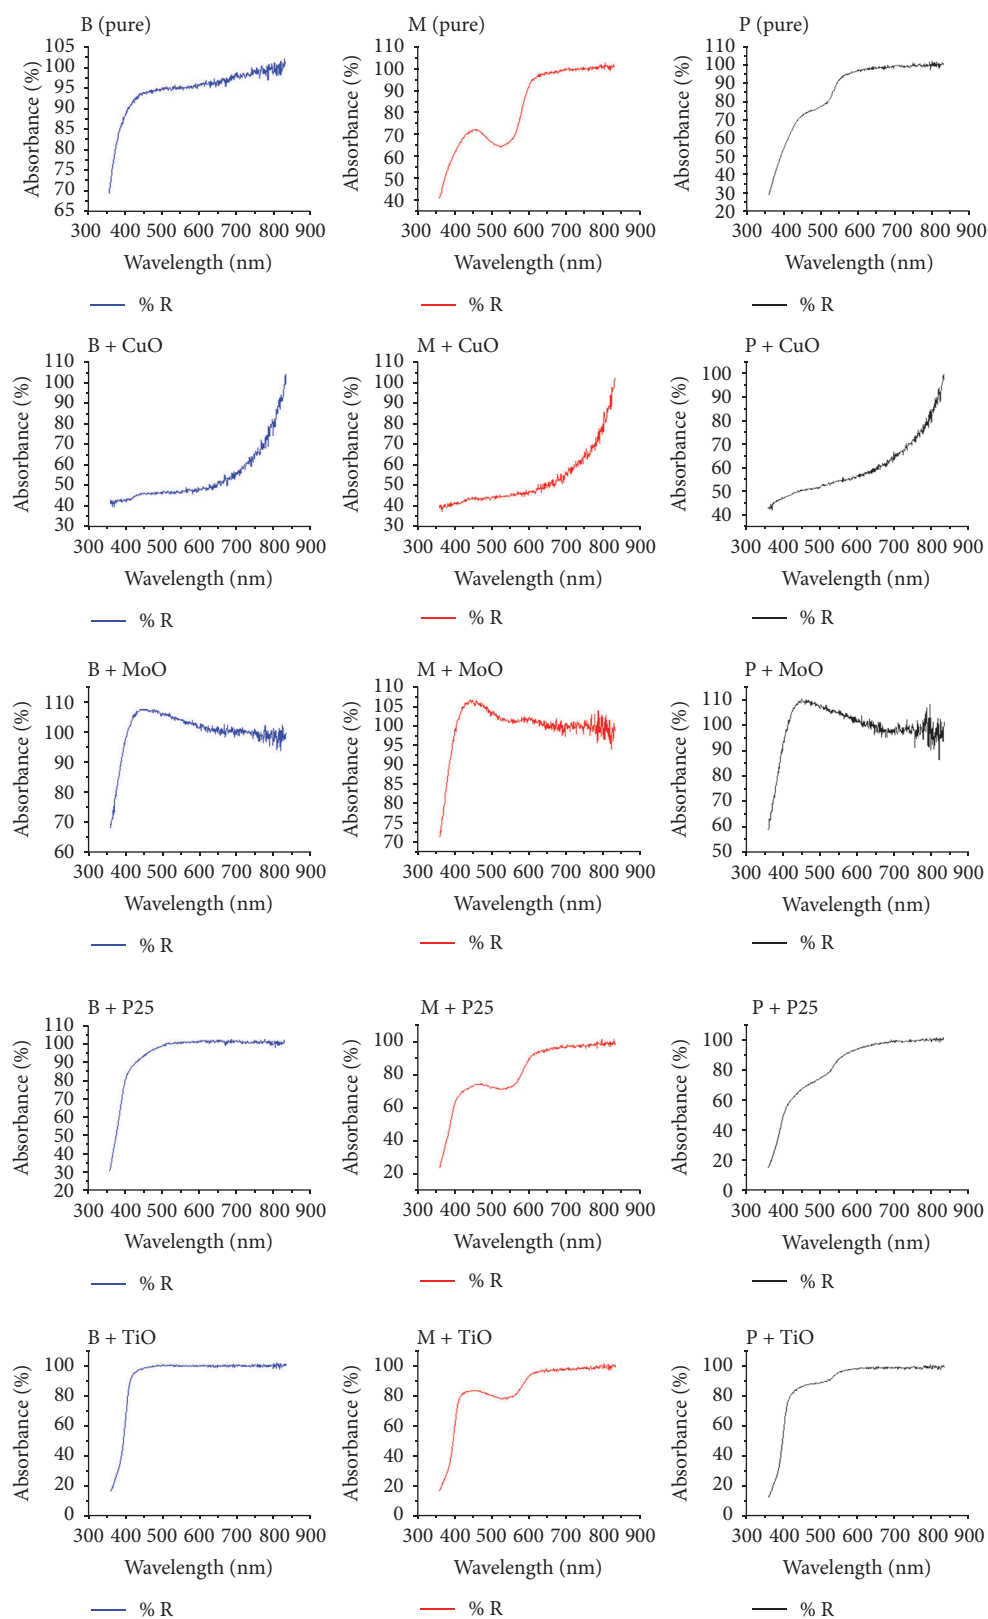 B (pure)
105
100
95
90
85
80
75
70
65
Absorbance (%)
300 400 500 600 700 800 900
Wavelength (nm)
% R
M (pure)
110
100
90
80
70
60
50
40
Absorbance (%)
300 400 500 600 700 800 900
Wavelength (nm)
% R
P (pure)
110
100
90
80
70
60
50
40
30
20
Absorbance (%)
300 400 500 600 700 800 900
Wavelength (nm)
% R
B + CuO
110
100
90
80
70
60
50
40
30
Absorbance (%)
300 400 500 600 700 800 900
Wavelength (nm)
% R
M + CuO
110
100
90
80
70
60
50
40
30
Absorbance (%)
300 400 500 600 700 800 900
Wavelength (nm)
% R
P + CuO
100
90
80
70
60
50
40
Absorbance (%)
300 400 500 600 700 800 900
Wavelength (nm)
% R
B + MoO
110
100
90
80
70
60
Absorbance (%)
300 400 500 600 700 800 900
Wavelength (nm)
% R
M + MoO
110
105
100
95
90
85
80
75
70
Absorbance (%)
300 400 500 600 700 800 900
Wavelength (nm)
% R
P + MoO
110
100
90
80
70
60
50
Absorbance (%)
300 400 500 600 700 800 900
Wavelength (nm)
% R
B + P25
110
100
90
80
70
60
50
40
30
20
Absorbance (%)
300 400 500 600 700 800 900
Wavelength (nm)
% R
M + P25
100
80
60
40
20
Absorbance (%)
300 400 500 600 700 800 900
Wavelength (nm)
% R
P + P25
100
80
60
40
20
0
Absorbance (%)
300 400 500 600 700 800 900
Wavelength (nm)
% R
B + TiO
100
80
60
40
20
0
Absorbance (%)
300 400 500 600 700 800 900
Wavelength (nm)
% R
M + TiO
100
80
60
40
20
0
Absorbance (%)
300 400 500 600 700 800 900
Wavelength (nm)
% R
P + TiO
100
80
60
40
20
0
Absorbance (%)
300 400 500 600 700 800 900
Wavelength (nm)
% R